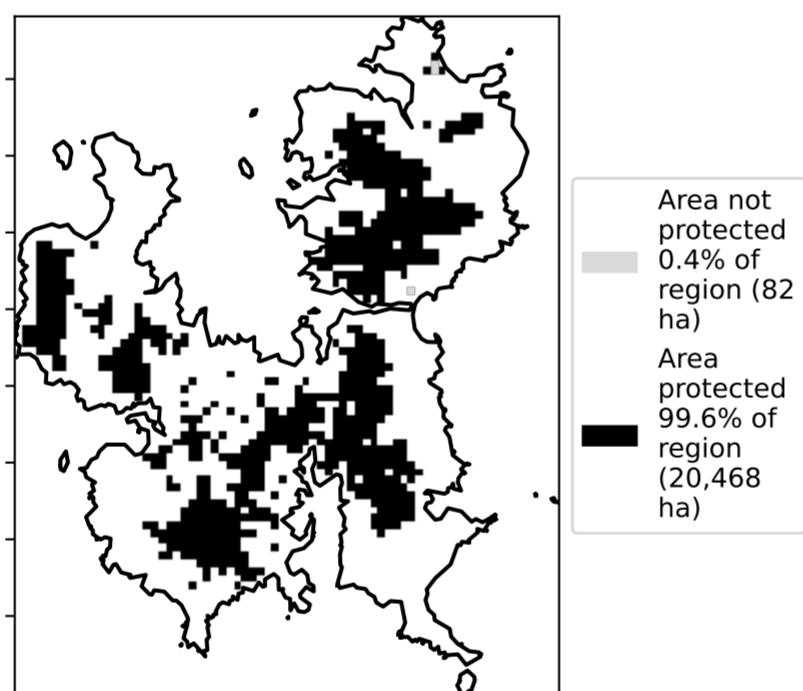 Area not
protected
0.4% of
region (82
ha)
Area
protected
99.6% of
region
(20,468
ha)